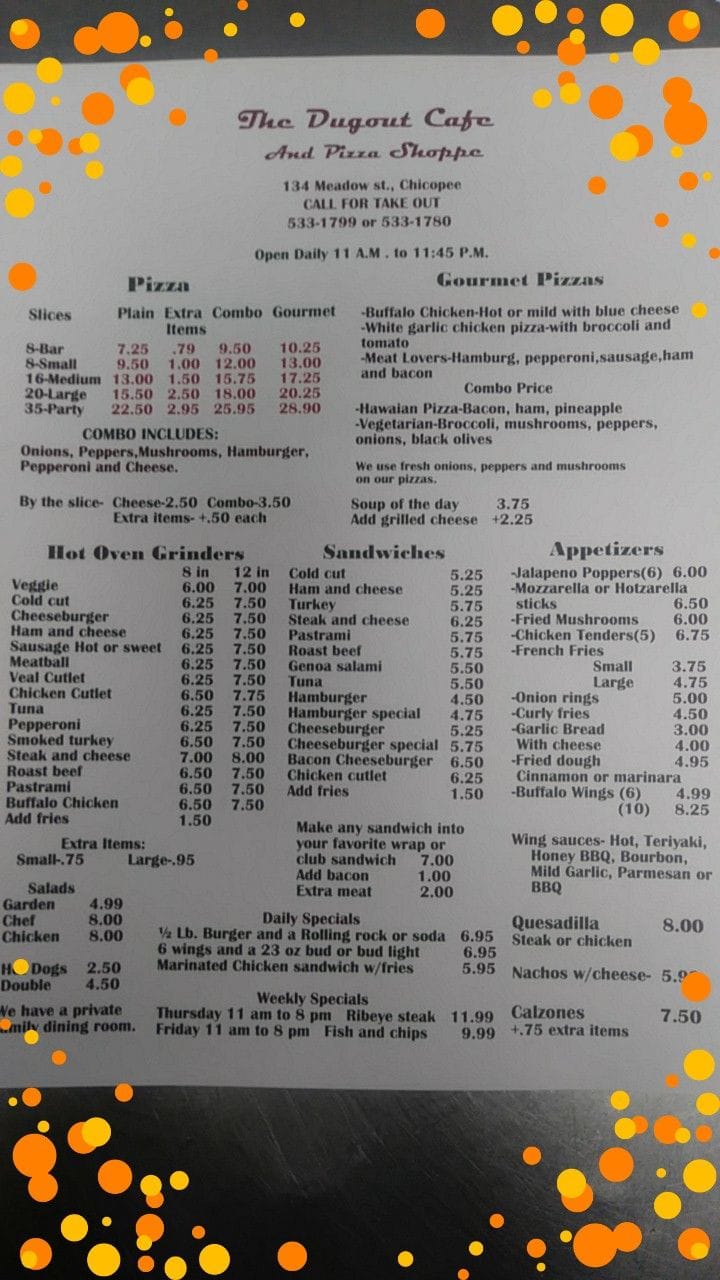 The Dugout Cafe
And Pizza Shoppe
134 Meadow st., Chicopee
CALL FOR TAKE OUT
533-1799 or 533-1780
Open Daily 11 A.M . to 11:45 P.M.
Pizza
Slices Plain Extra Items Combo Gourmet
8-Bar 7.25 .79 9.50 10.25
8-Small 9.50 1.00 12.00 13.00
16-Medium 13.00 1.50 15.75 17.25
20-Large 15.50 2.50 18.00 20.25
35-Party 22.50 2.95 25.95 28.90
COMBO INCLUDES:
Onions, Peppers,Mushrooms, Hamburger,
Pepperoni and Cheese.
By the slice- Cheese-2.50 Combo-3.50
Extra items- +.50 each
Gourmet Pizzas
-Buffalo Chicken-Hot or mild with blue cheese
-White garlic chicken pizza-with broccoli and
tomato
-Meat Lovers-Hamburg, pepperoni,sausage,ham
and bacon
Combo Price
-Hawaian Pizza-Bacon, ham, pineapple
-Vegetarian-Broccoli, mushrooms, peppers,
onions, black olives
We use fresh onions, peppers and mushrooms
on our pizzas.
Soup of the day 3.75
Add grilled cheese +2.25
Hot Oven Grinders
8 in 12 in
Veggie 6.00 7.00
Cold cut 6.25 7.50
Cheeseburger 6.25 7.50
Ham and cheese 6.25 7.50
Sausage Hot or sweet 6.25 7.50
Meatball 6.25 7.50
Veal Cutlet 6.25 7.50
Chicken Cutlet 6.50 7.75
Tuna 6.25 7.50
Pepperoni 6.25 7.50
Smoked turkey 6.50 7.50
Steak and cheese 7.00 8.00
Roast beef 6.50 7.50
Pastrami 6.50 7.50
Buffalo Chicken 6.50 7.50
Add fries 1.50
Extra Items:
Small-.75 Large-.95
Salads
Garden 4.99
Chef 8.00
Chicken 8.00
Dogs 2.50
Double 4.50
We have a private
dining room.
Sandwiches
Cold cut 5.25
Ham and cheese 5.25
Turkey 5.75
Steak and cheese 6.25
Pastrami 5.75
Roast beef 5.75
Genoa salami 5.50
Tuna 5.50
Hamburger 4.50
Hamburger special 4.75
Cheeseburger 5.25
Cheeseburger special 5.75
Bacon Cheeseburger 6.50
Chicken cutlet 6.25
Add fries 1.50
Make any sandwich into
your favorite wrap or
club sandwich 7.00
Add bacon 1.00
Extra meat 2.00
Daily Specials
½ Lb. Burger and a Rolling rock or soda 6.95
6 wings and a 23 oz bud or bud light 6.95
Marinated Chicken sandwich w/fries 5.95
Weekly Specials
Thursday 11 am to 8 pm Ribeye steak 11.99
Friday 11 am to 8 pm Fish and chips 9.99
Appetizers
-Jalapeno Poppers(6) 6.00
-Mozzarella or Hotzarella
sticks 6.50
-Fried Mushrooms 6.00
-Chicken Tenders(5) 6.75
-French Fries
Small 3.75
Large 4.75
-Onion rings 5.00
-Curly fries 4.50
-Garlic Bread 3.00
With cheese 4.00
-Fried dough 4.95
Cinnamon or marinara
-Buffalo Wings (6) 4.99
(10) 8.25
Wing sauces- Hot, Teriyaki,
Honey BBQ, Bourbon,
Mild Garlic, Parmesan or
BBQ
Quesadilla 8.00
Steak or chicken
Nachos w/cheese-
Calzones 7.50
+.75 extra items